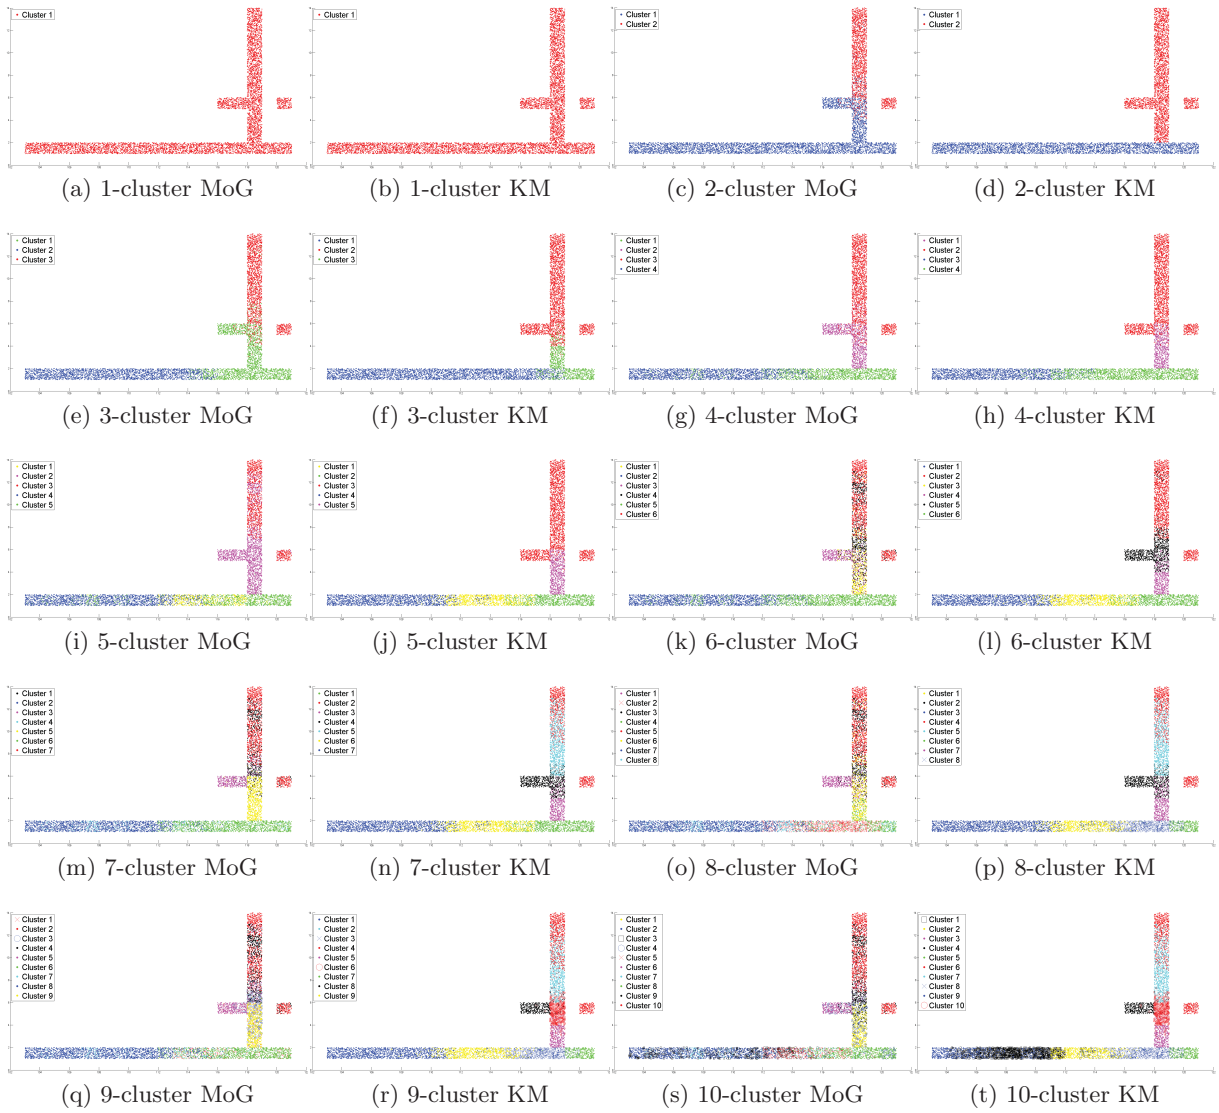 Cluster 1
Cluster 1
Cluster 1
Cluster 2
Cluster 1
Cluster 2
(a) 1-cluster MoG
(b) 1-cluster KM
(c) 2-cluster MoG
(d) 2-cluster KM
Cluster 1
Cluster 2
Cluster 3
Cluster 1
Cluster 2
Cluster 3
Cluster 1
Cluster 2
Cluster 3
Cluster 4
Cluster 1
Cluster 2
Cluster 3
Cluster 4
(e) 3-cluster MoG
(f) 3-cluster KM
(g) 4-cluster MoG
(h) 4-cluster KM
Cluster 1
Cluster 2
Cluster 3
Cluster 4
Cluster 5
Cluster 1
Cluster 2
Cluster 3
Cluster 4
Cluster 5
Cluster 1
Cluster 2
Cluster 3
Cluster 4
Cluster 5
Cluster 6
Cluster 1
Cluster 2
Cluster 3
Cluster 4
Cluster 5
Cluster 6
(i) 5-cluster MoG
(j) 5-cluster KM
(k) 6-cluster MoG
(l) 6-cluster KM
Cluster 1
Cluster 2
Cluster 3
Cluster 4
Cluster 5
Cluster 6
Cluster 7
Cluster 1
Cluster 2
Cluster 3
Cluster 4
Cluster 5
Cluster 6
Cluster 7
Cluster 1
Cluster 2
Cluster 3
Cluster 4
Cluster 5
Cluster 6
Cluster 7
Cluster 8
Cluster 1
Cluster 2
Cluster 3
Cluster 4
Cluster 5
Cluster 6
Cluster 7
Cluster 8
(m) 7-cluster MoG
(n) 7-cluster KM
(o) 8-cluster MoG
(p) 8-cluster KM
Cluster 1
Cluster 2
Cluster 3
Cluster 4
Cluster 5
Cluster 6
Cluster 7
Cluster 8
Cluster 9
Cluster 1
Cluster 2
Cluster 3
Cluster 4
Cluster 5
Cluster 6
Cluster 7
Cluster 8
Cluster 9
Cluster 1
Cluster 2
Cluster 3
Cluster 4
Cluster 5
Cluster 6
Cluster 7
Cluster 8
Cluster 9
Cluster 10
Cluster 1
Cluster 2
Cluster 3
Cluster 4
Cluster 5
Cluster 6
Cluster 7
Cluster 8
Cluster 9
Cluster 10
(q) 9-cluster MoG
(r) 9-cluster KM
(s) 10-cluster MoG
(t) 10-cluster KM